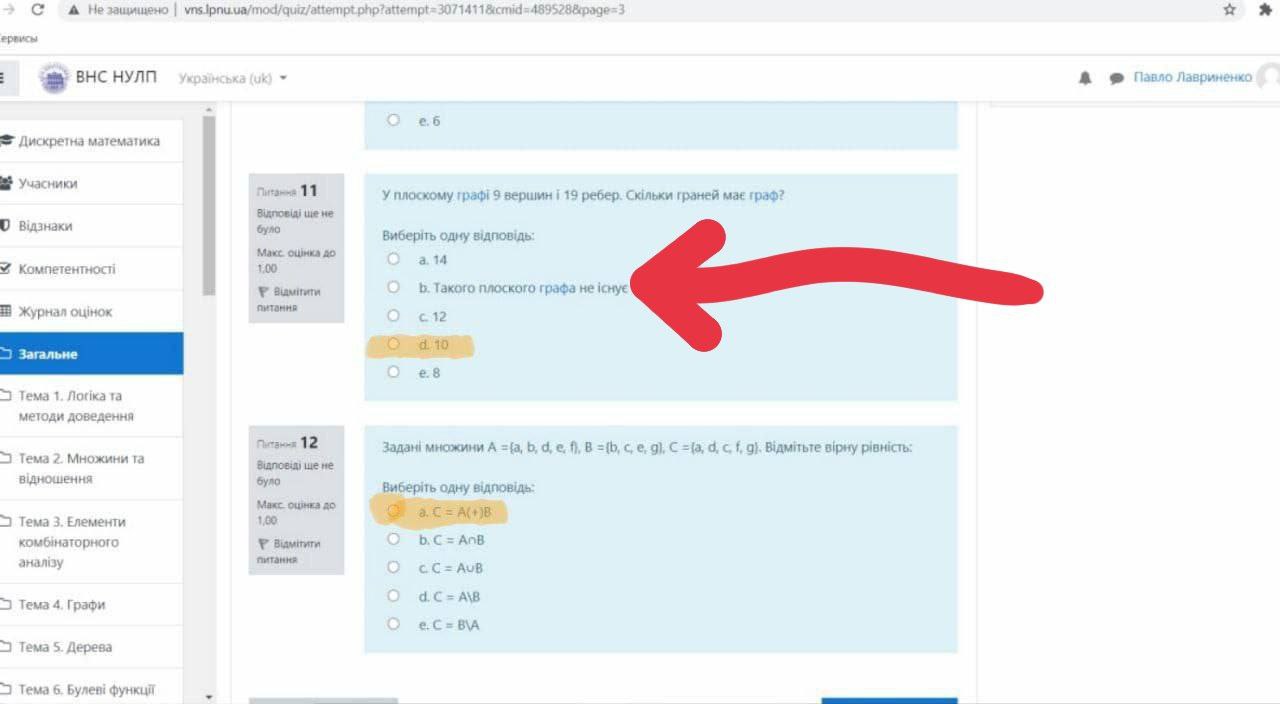 Не защищено | vns.lpnu.ua/mod/quiz/attempt.php?attempt=3071411&cmid=489528&page=3
ервисы
ВНС НУЛП Українська (uk) Павло Лавриненко
Дискретна математика
Учасники
Відзнаки
Компетентності
Журнал оцінок
Загальне
Тема 1. Логіка та
методи доведення
Тема 2. Множини та
відношення
Тема 3. Елементи
комбінаторного
аналізу
Тема 4. Графи
Тема 5. Дерева
Тема 6. Булеві функції
e. 6
Питання 11
Відповіді ще не
було
Макс. оцінка до
1,00
Відмітити
питання
У плоскому графі 9 вершин і 19 ребер. Скільки граней має граф?
Виберіть одну відповідь:
a. 14
b. Такого плоского графа не існує
c. 12
d. 10
e. 8
Питання 12
Відповіді ще не
було
Макс. оцінка до
1,00
Відмітити
питання
Задані множини A ={a, b, d, e, f}, B ={b, c, e, g}, C ={a, d, c, f, g}. Відмітьте вірну рівність:
Виберіть одну відповідь:
a. C = A(+)B
b. C = A∩B
c. C = A∪B
d. C = A\B
e. C = B\A